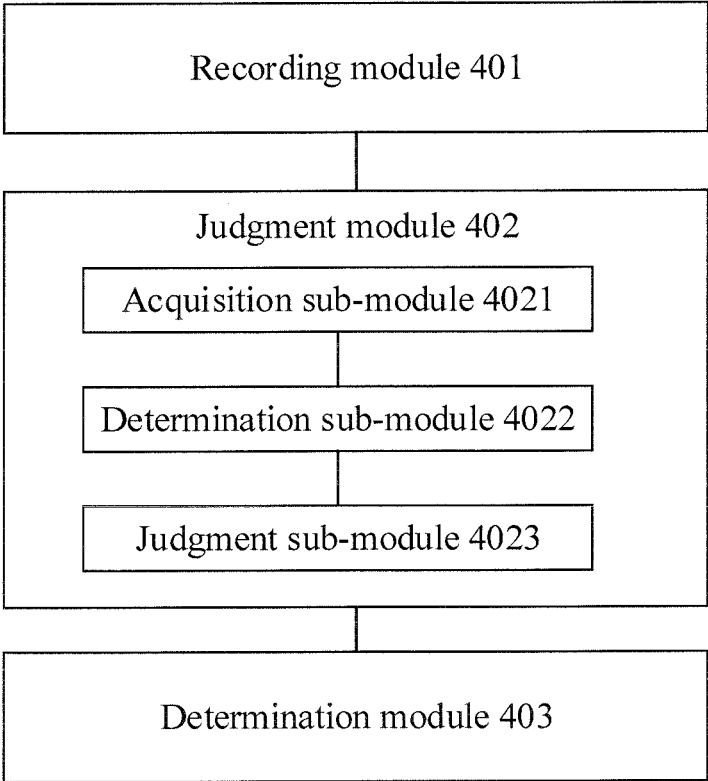 Recording module 401
Judgment module 402
Acquisition sub-module 4021
Determination sub-module 4022
Judgment sub-module 4023
Determination module 403